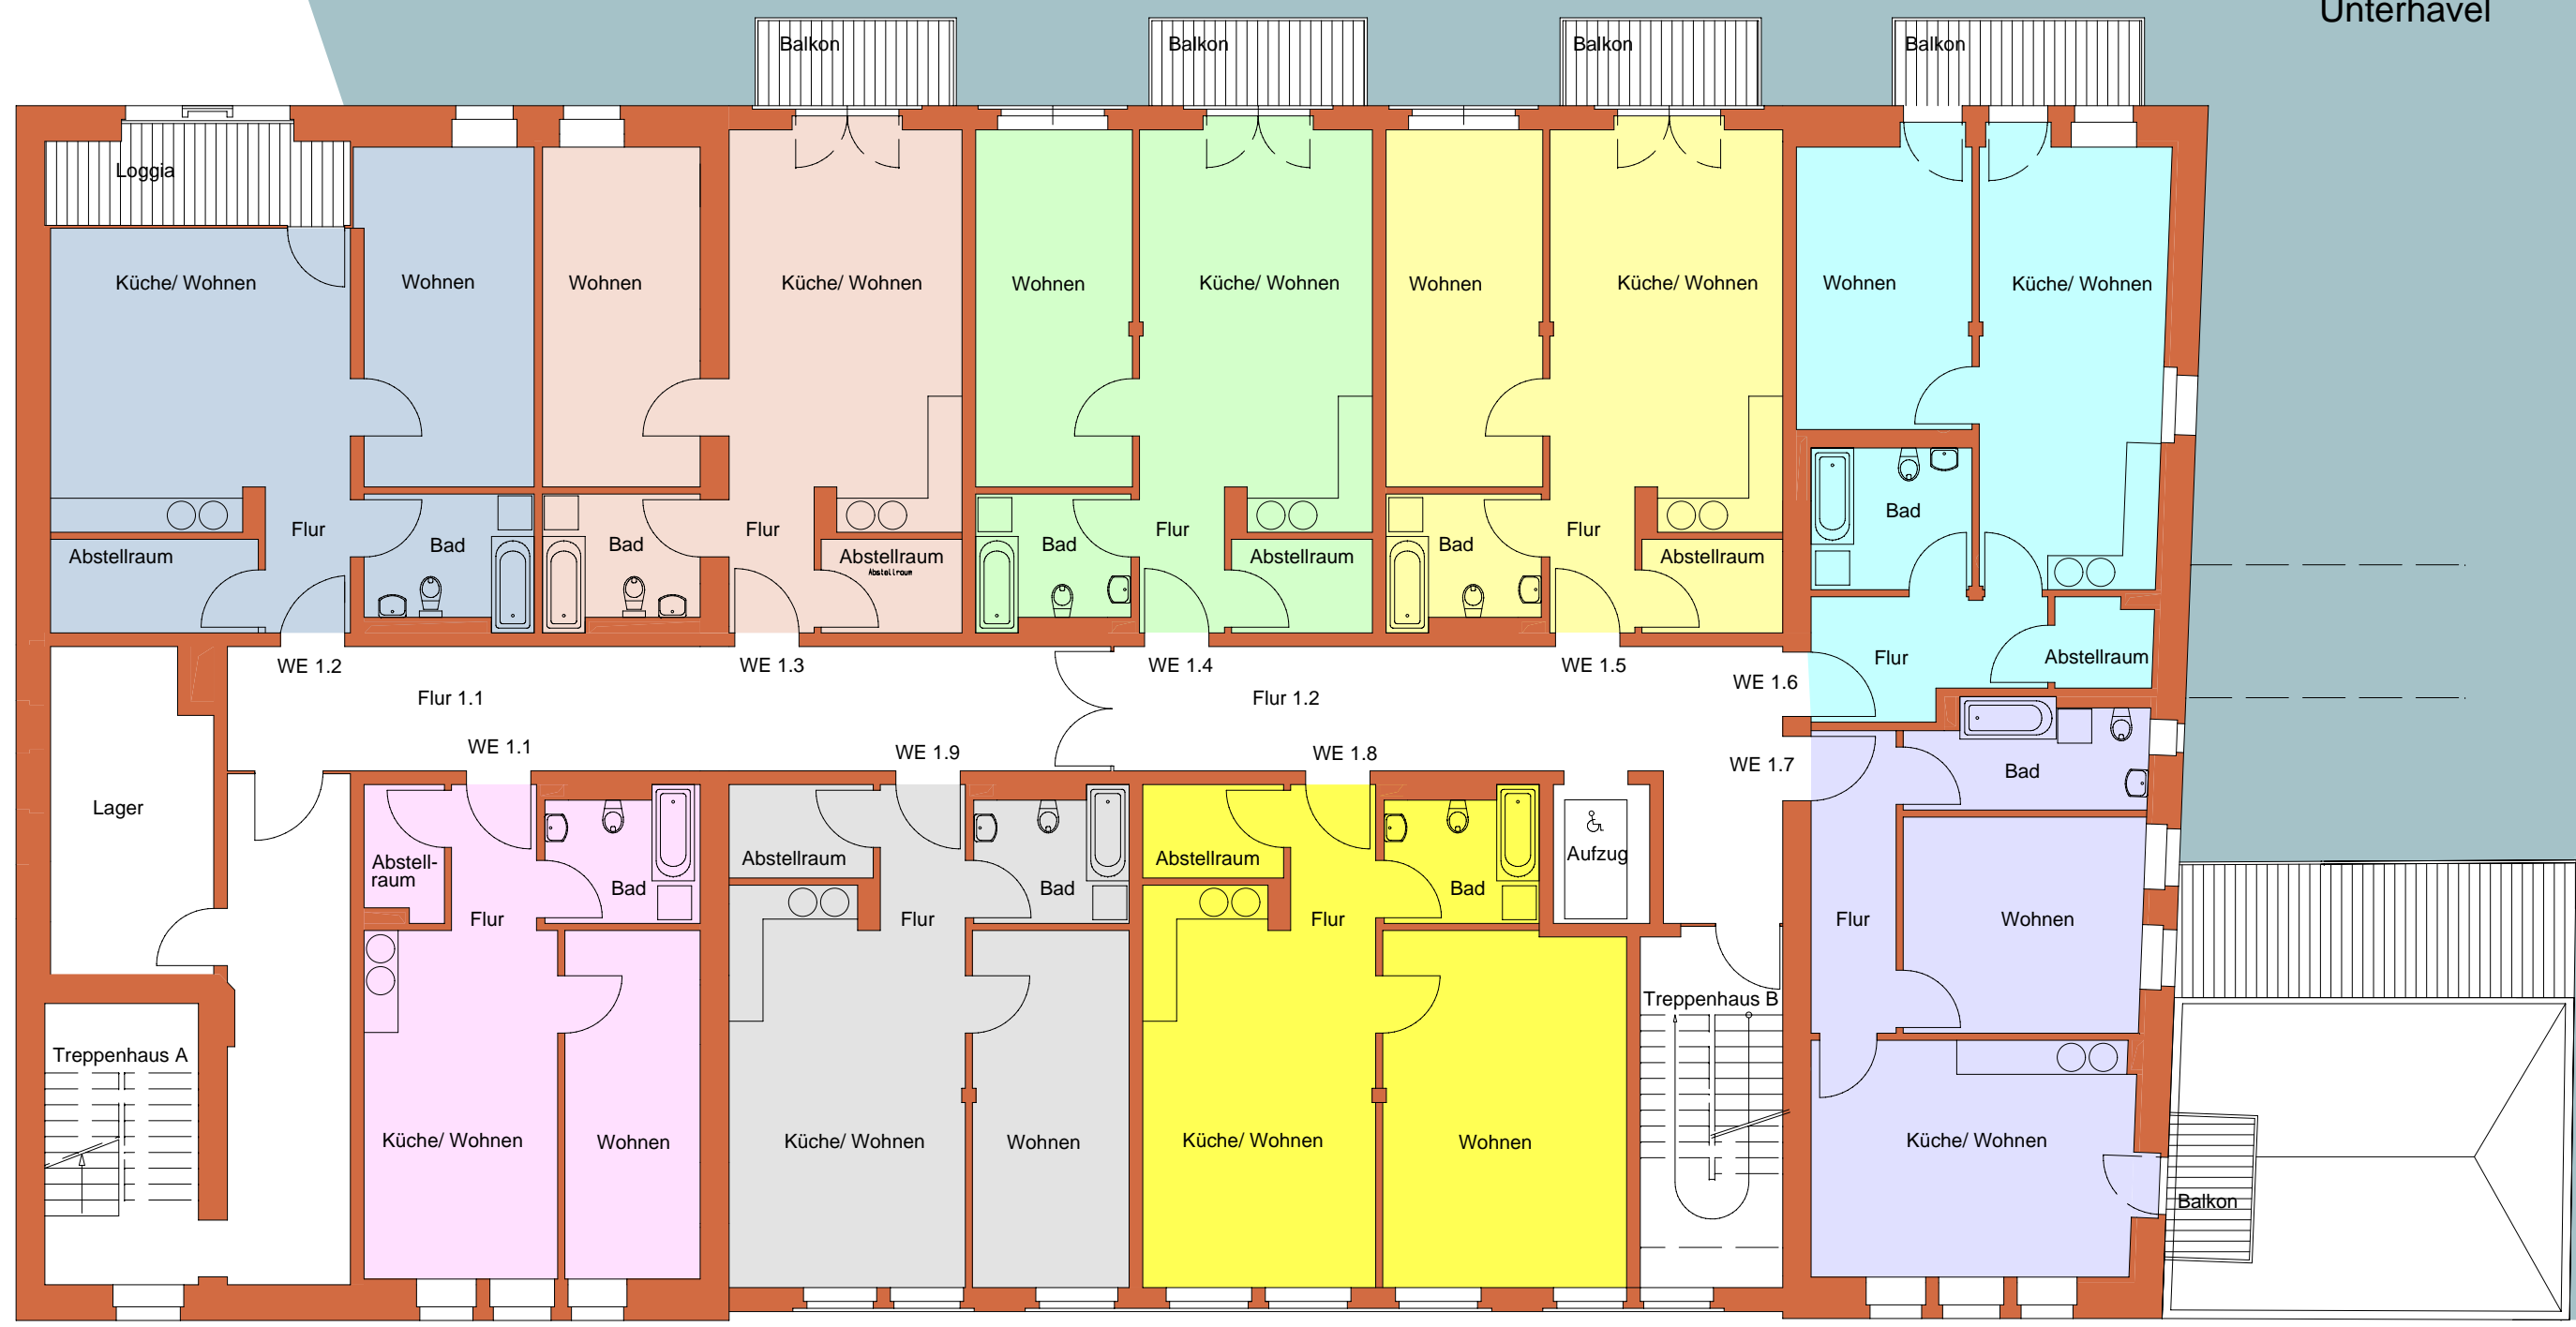 Unterhavel
Balkon
Balkon
Balkon
Balkon
Loggia
Küche/ Wohnen
Wohnen
Wohnen
Küche/ Wohnen
Wohnen
Küche/ Wohnen
Wohnen
Küche/ Wohnen
Wohnen
Küche/ Wohnen
Bad
Flur
Bad
Bad
Flur
Bad
Flur
Bad
Flur
Abstellraum
Abstellraum
Abstellraum
Abstellraum
Abstellraum
Flur
Abstellraum
WE 1.2
WE 1.3
WE 1.4
WE 1.5
WE 1.6
Flur 1.1
Flur 1.2
WE 1.1
WE 1.9
WE 1.8
WE 1.7
Bad
Lager
Abstell-
raum
Bad
Flur
Abstellraum
Flur
Bad
Abstellraum
Flur
Bad
Aufzug
Flur
Wohnen
Treppenhaus B
Treppenhaus A
Küche/ Wohnen
Wohnen
Küche/ Wohnen
Wohnen
Küche/ Wohnen
Wohnen
Küche/ Wohnen
Balkon